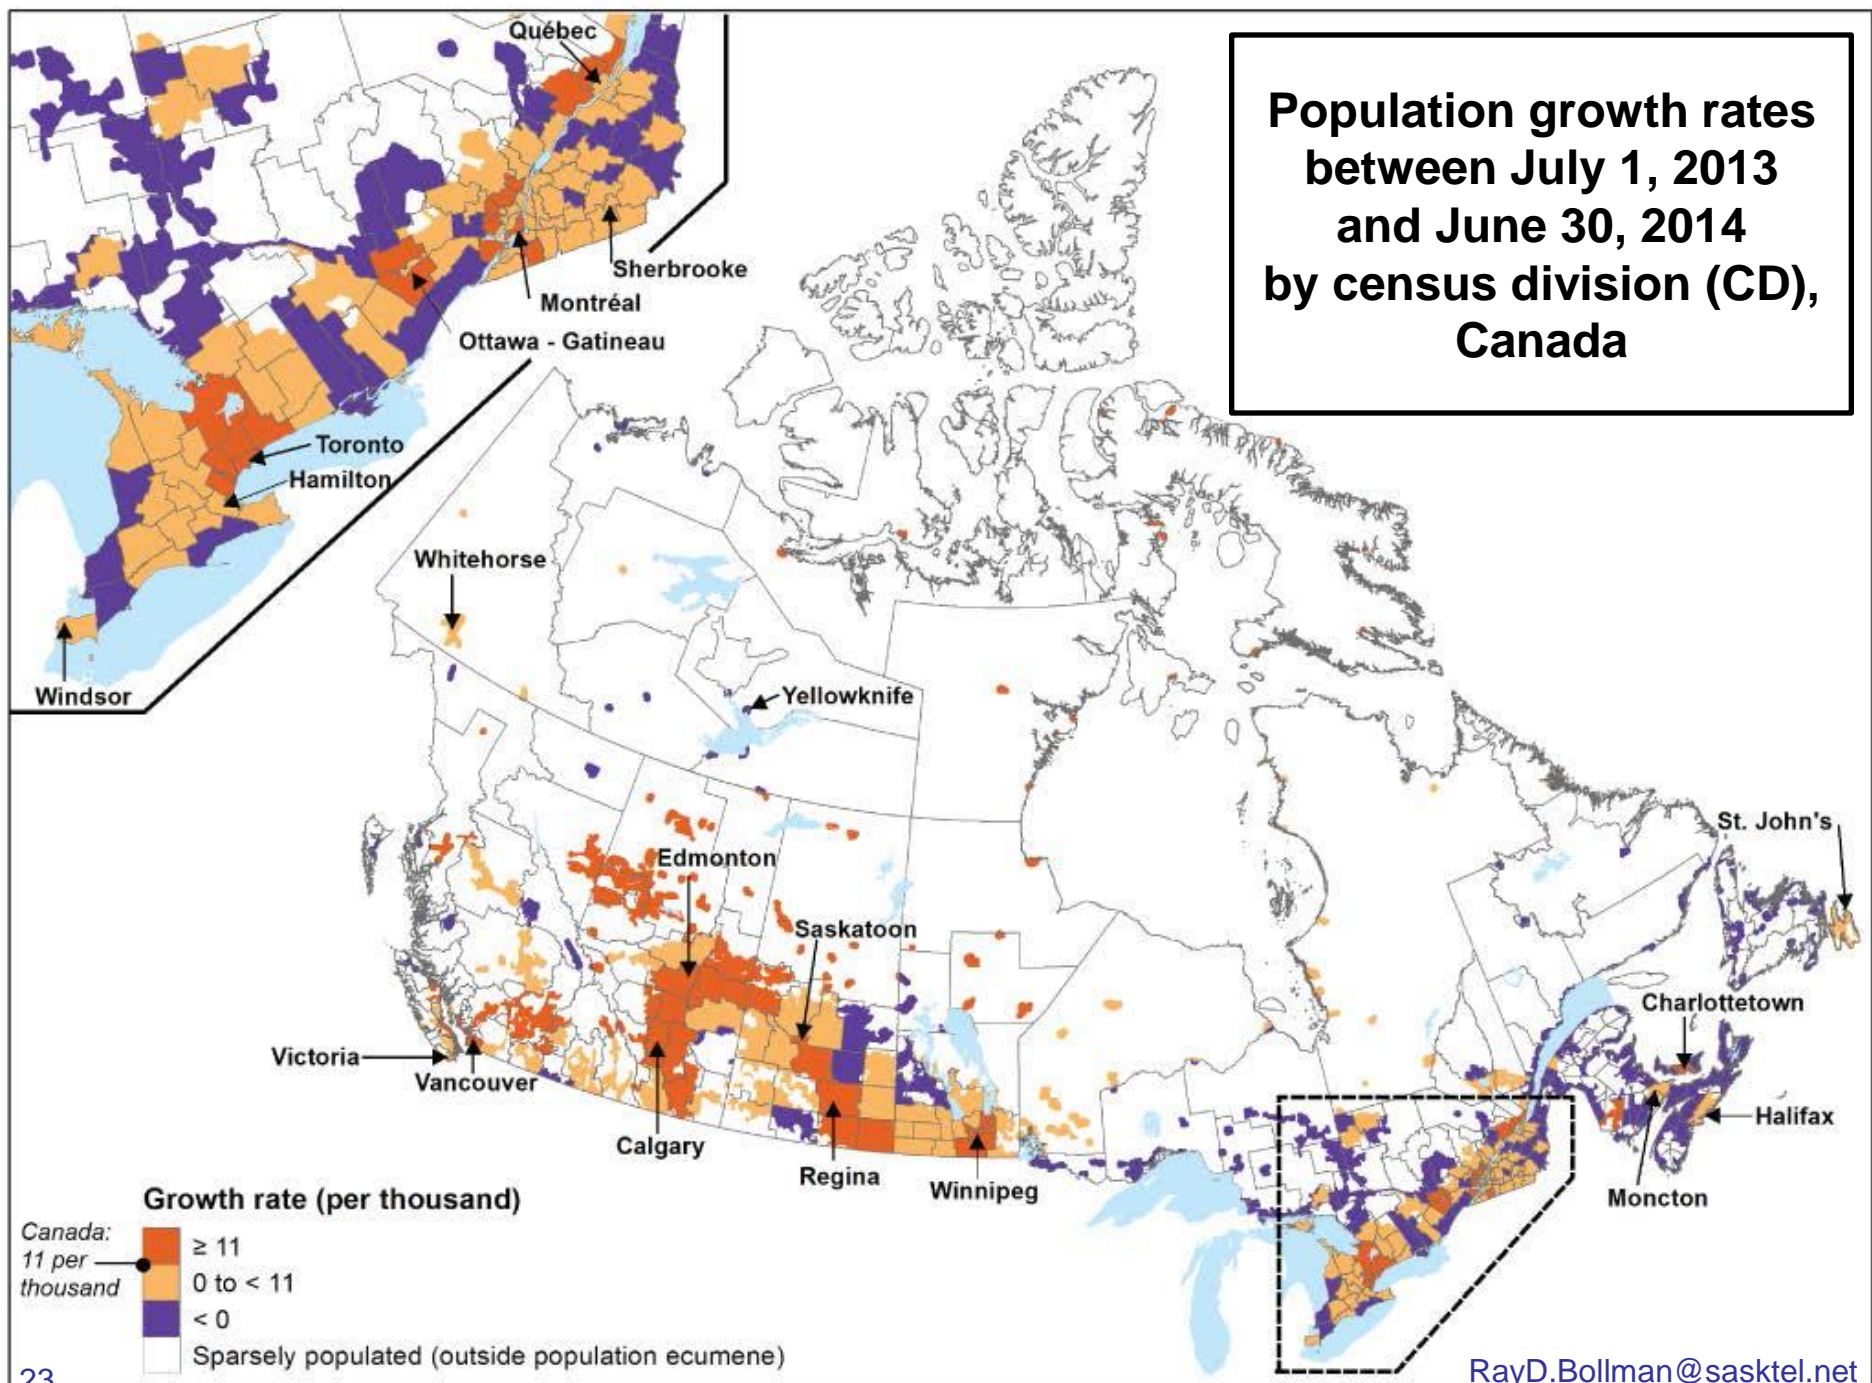 Population growth rates
between July 1, 2013
and June 30, 2014
by census division (CD),
Canada
Québec
Sherbrooke
Montréal
Ottawa - Gatineau
Toronto
Hamilton
Windsor
Whitehorse
Yellowknife
Edmonton
Saskatoon
St. John's
Charlottetown
Victoria
Vancouver
Calgary
Regina
Winnipeg
Halifax
Moncton
Growth rate (per thousand)
Canada:
11 per
thousand
≥ 11
0 to < 11
< 0
Sparsely populated (outside population ecumene)
23
RayD.Bollman@sasktel.net